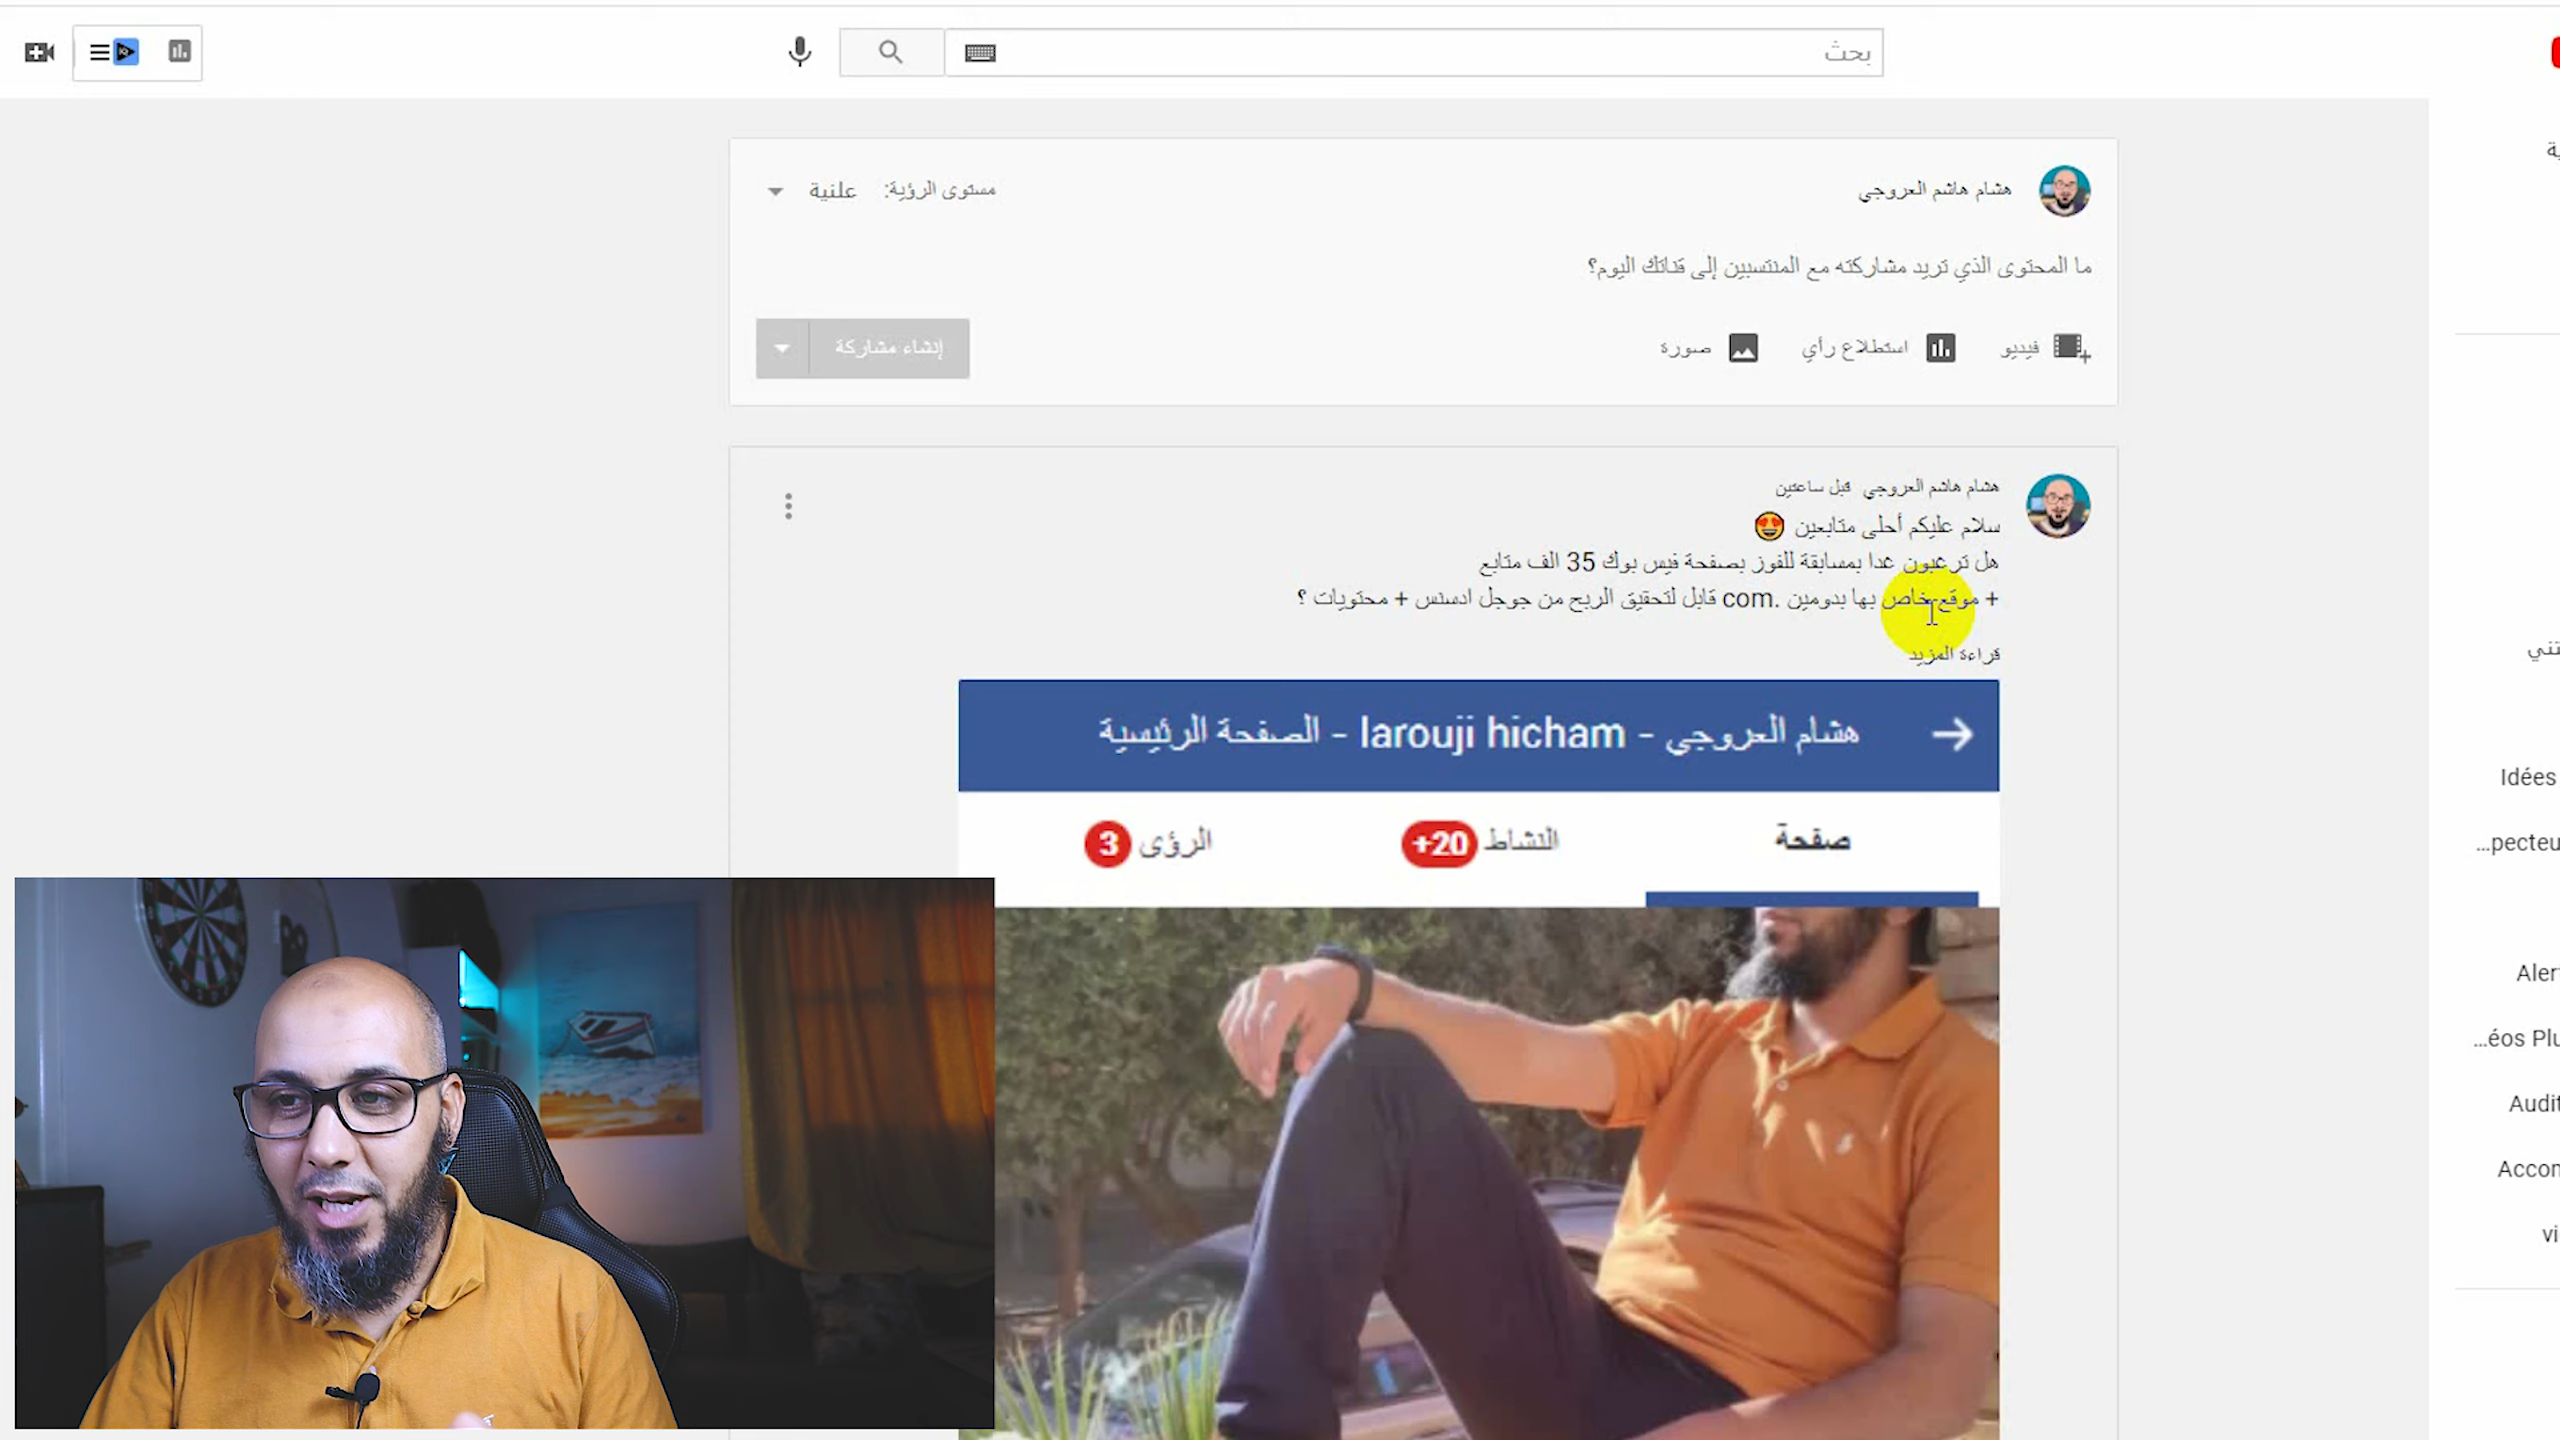 بحث
هشام هاشم العروجي
مستوى الرؤية: علنية
ما المحتوى الذي تريد مشاركته مع المنتسبين إلى قناتك اليوم؟
فيديو
استطلاع رأي
صورة
إنشاء مشاركة
هشام هاشم العروجي قبل ساعتين
سلام عليكم أحلى متابعين 😍
هل ترغبون غدا بمسابقة للفوز بصفحة فيس بوك 35 الف متابع
+ موقع خاص بها بدومين .com قابل لتحقيق الربح من جوجل ادسنس + محتويات ؟
قراءة المزيد
هشام العروجي - larouji hicham - الصفحة الرئيسية
صفحة
النشاط +20
الرؤى 3
Idées
...pecteu
Aler
...éos Plu
Audit
Accon
vi